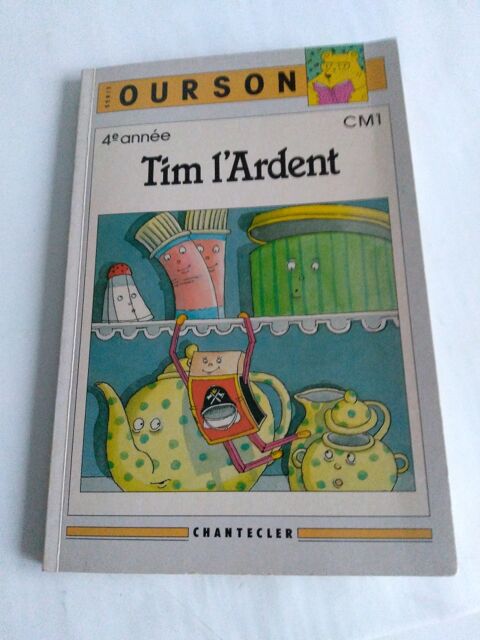 SÉRIE OURSON
4e année
CM1
Tim l'Ardent
CHANTECLER